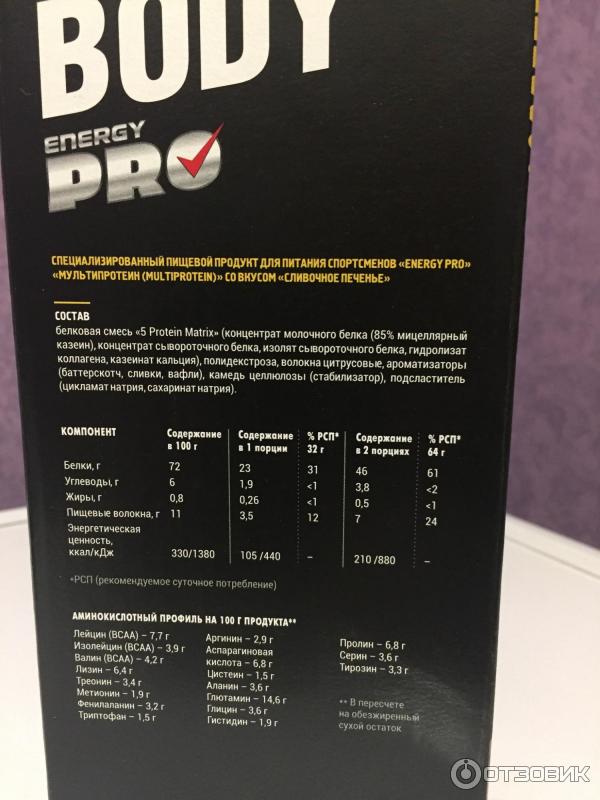 BODY
ENERGY
PRO
СПЕЦИАЛИЗИРОВАННЫЙ ПИЩЕВОЙ ПРОДУКТ ДЛЯ ПИТАНИЯ СПОРТСМЕНОВ «ENERGY PRO»
«МУЛЬТИПРОТЕИН (MULTIPROTEIN)» СО ВКУСОМ «СЛИВОЧНОЕ ПЕЧЕНЬЕ»
СОСТАВ
белковая смесь «5 Protein Matrix» (концентрат молочного белка (85% мицеллярный
казеин), концентрат сывороточного белка, изолят сывороточного белка, гидролизат
коллагена, казеинат кальция), полидекстроза, волокна цитрусовые, ароматизаторы
(баттерскотч, сливки, вафли), камедь целлюлозы (стабилизатор), подсластитель
(цикламат натрия, сахаринат натрия).
КОМПОНЕНТ Содержание в 100 г Содержание в 1 порции % РСП* 32 г Содержание в 2 порциях % РСП* 64 г
Белки, г 72 23 31 46 61
Углеводы, г 6 1,9 <1 3,8 <2
Жиры, г 0,8 0,26 <1 0,5 <1
Пищевые волокна, г 11 3,5 12 7 24
Энергетическая
ценность,
ккал/кДж 330/1380 105 /440 – 210 /880 –
*РСП (рекомендуемое суточное потребление)
АМИНОКИСЛОТНЫЙ ПРОФИЛЬ НА 100 Г ПРОДУКТА**
Лейцин (BCAA) – 7,7 г
Изолейцин (BCAA) – 3,9 г
Валин (BCAA) – 4,2 г
Лизин – 6,4 г
Треонин – 3,4 г
Метионин – 1,9 г
Фенилаланин – 3,2 г
Триптофан – 1,5 г
Аргинин – 2,9 г
Аспарагиновая
кислота – 6,8 г
Цистеин – 1,5 г
Аланин – 3,6 г
Глютамин – 14,6 г
Глицин – 3,6 г
Гистидин – 1,9 г
Пролин – 6,8 г
Серин – 3,6 г
Тирозин – 3,3 г
** В пересчете
на обезжиренный
сухой остаток
ОТЗОВИК